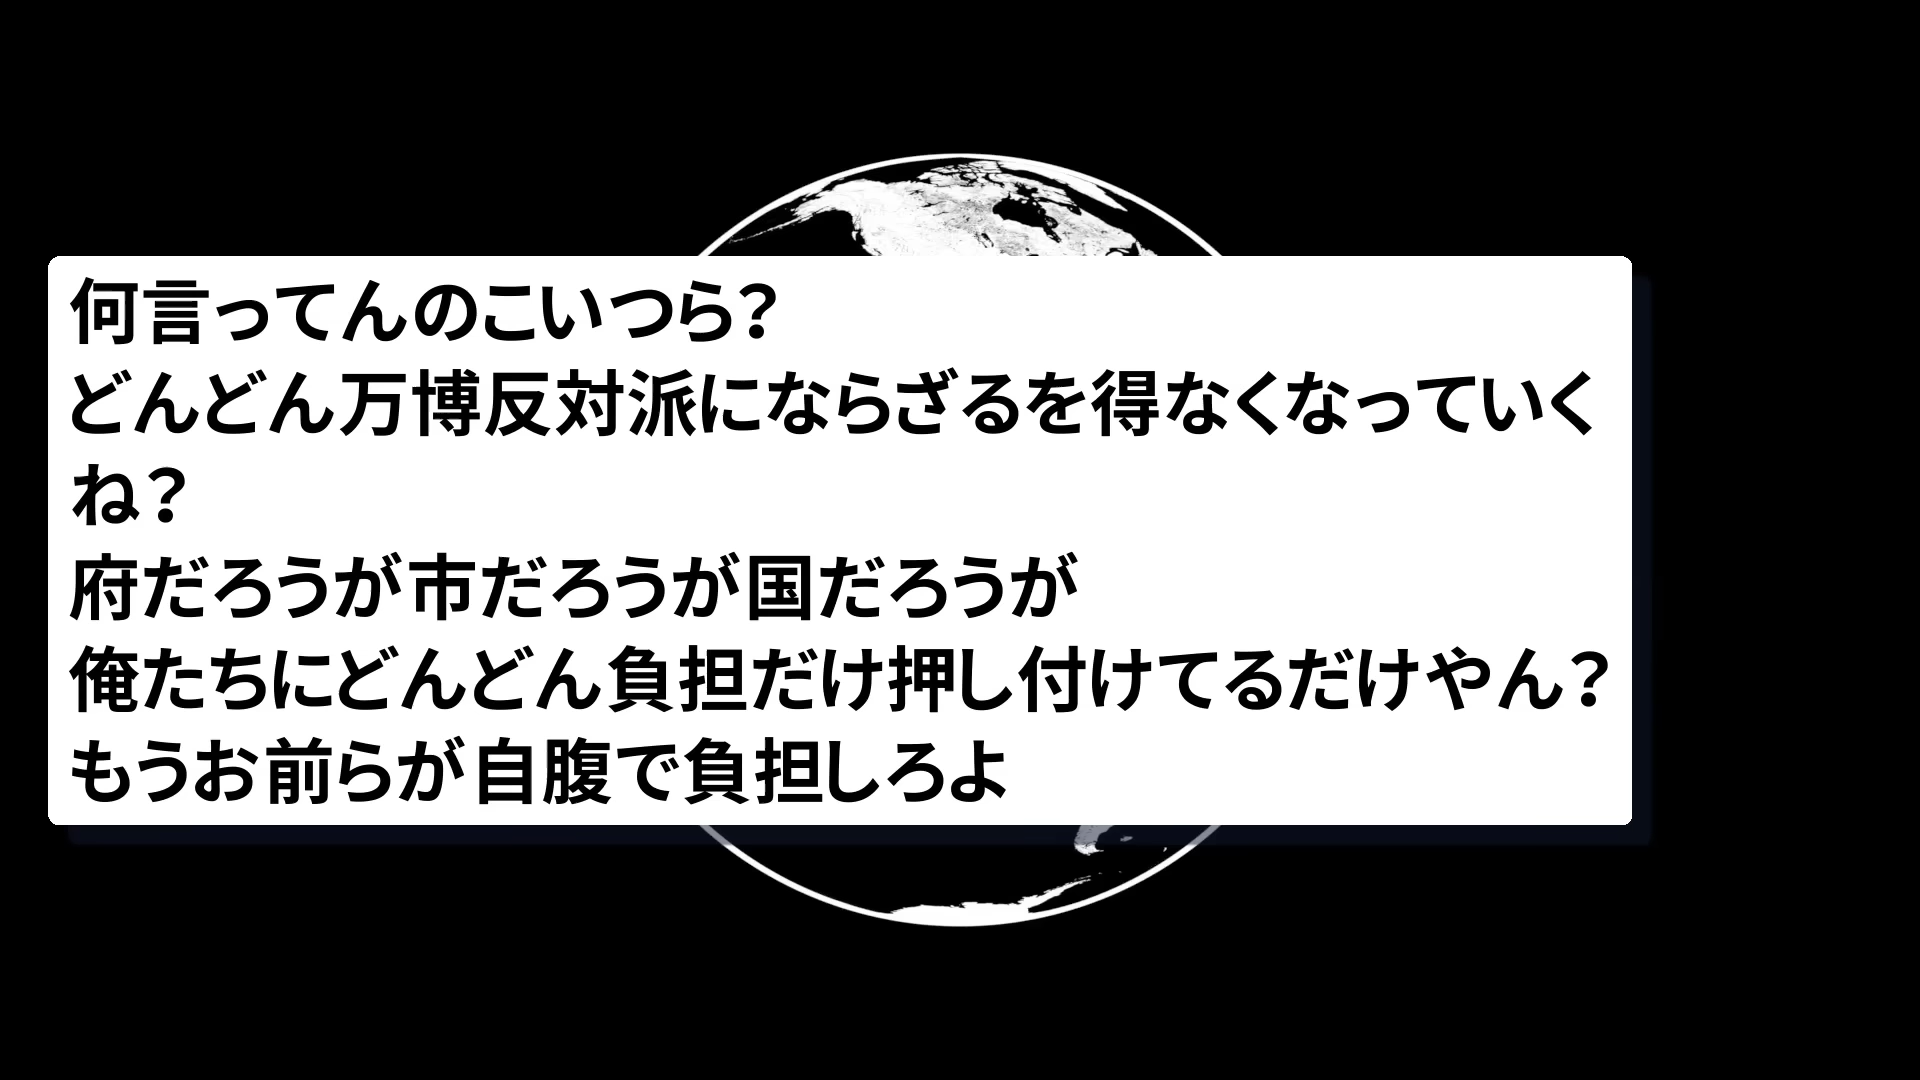 何言ってんのこいつら？
どんどん万博反対派にならざるを得なくなっていく
ね？
府だろうが市だろうが国だろうが
俺たちにどんどん負担だけ押し付けてるだけやん？
もうお前らが自腹で負担しろよ